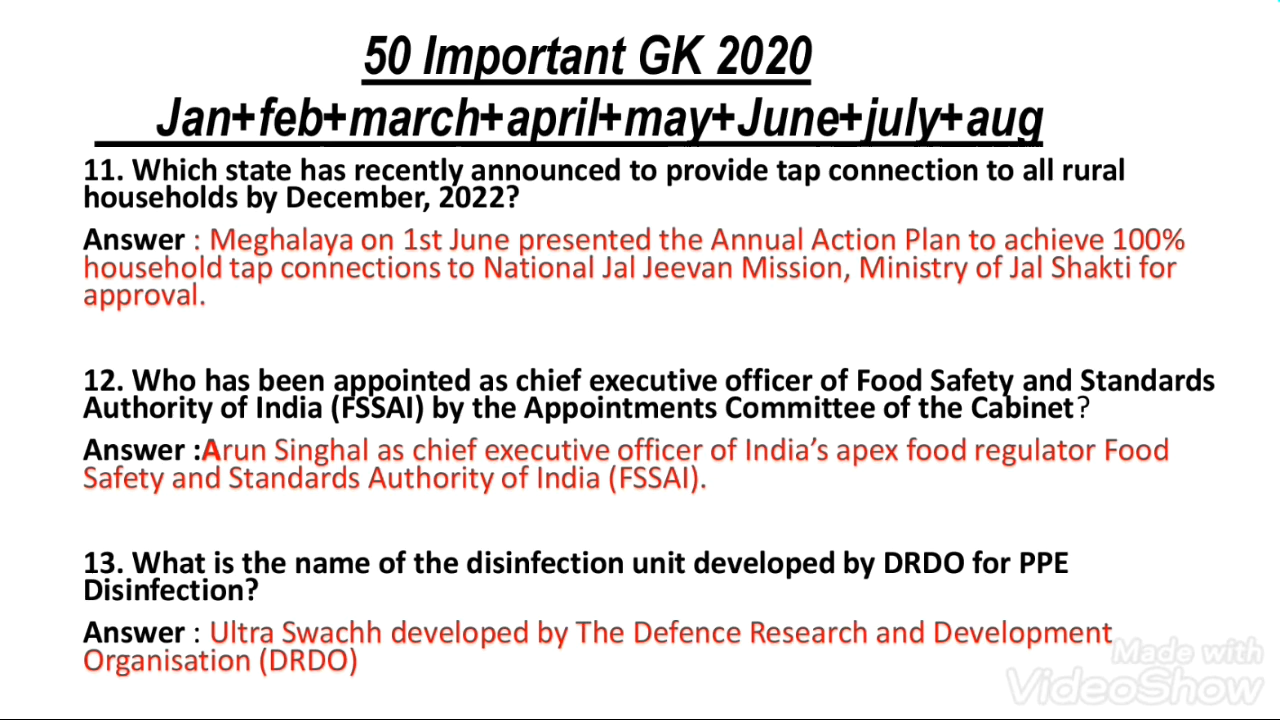 50 Important GK 2020
Jan+feb+march+april+may+June+july+aug
11. Which state has recently announced to provide tap connection to all rural
households by December, 2022?
Answer : Meghalaya on 1st June presented the Annual Action Plan to achieve 100%
household tap connections to National Jal Jeevan Mission, Ministry of Jal Shakti for
approval.
12. Who has been appointed as chief executive officer of Food Safety and Standards
Authority of India (FSSAI) by the Appointments Committee of the Cabinet?
Answer :Arun Singhal as chief executive officer of India’s apex food regulator Food
Safety and Standards Authority of India (FSSAI).
13. What is the name of the disinfection unit developed by DRDO for PPE
Disinfection?
Answer : Ultra Swachh developed by The Defence Research and Development
Organisation (DRDO)
Made with
VideoShow